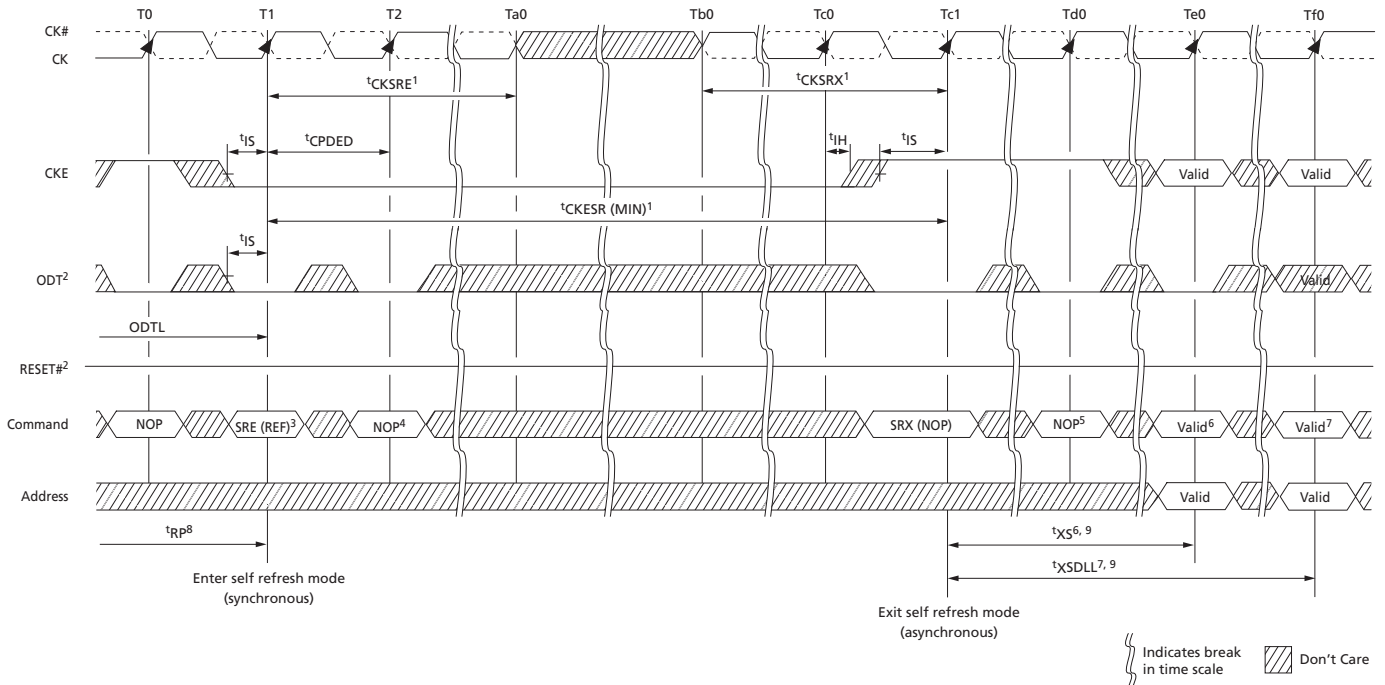 T0 T1 T2 Ta0 Tb0 Tc0 Tc1 Td0 Te0 Tf0
CK#
CK
tCKSRE1 tCKSRX1
tIS tCPDED tIH tIS
CKE Valid Valid
tCKESR (MIN)1
tIS
ODT2 Valid
ODTL
RESET#2
Command NOP SRE (REF)3 NOP4 SRX (NOP) NOP5 Valid6 Valid7
Address Valid Valid
tRP8 tXS6, 9
Enter self refresh mode
(synchronous)
tXSDLL7, 9
Exit self refresh mode
(asynchronous)
Indicates break
in time scale
Don't Care